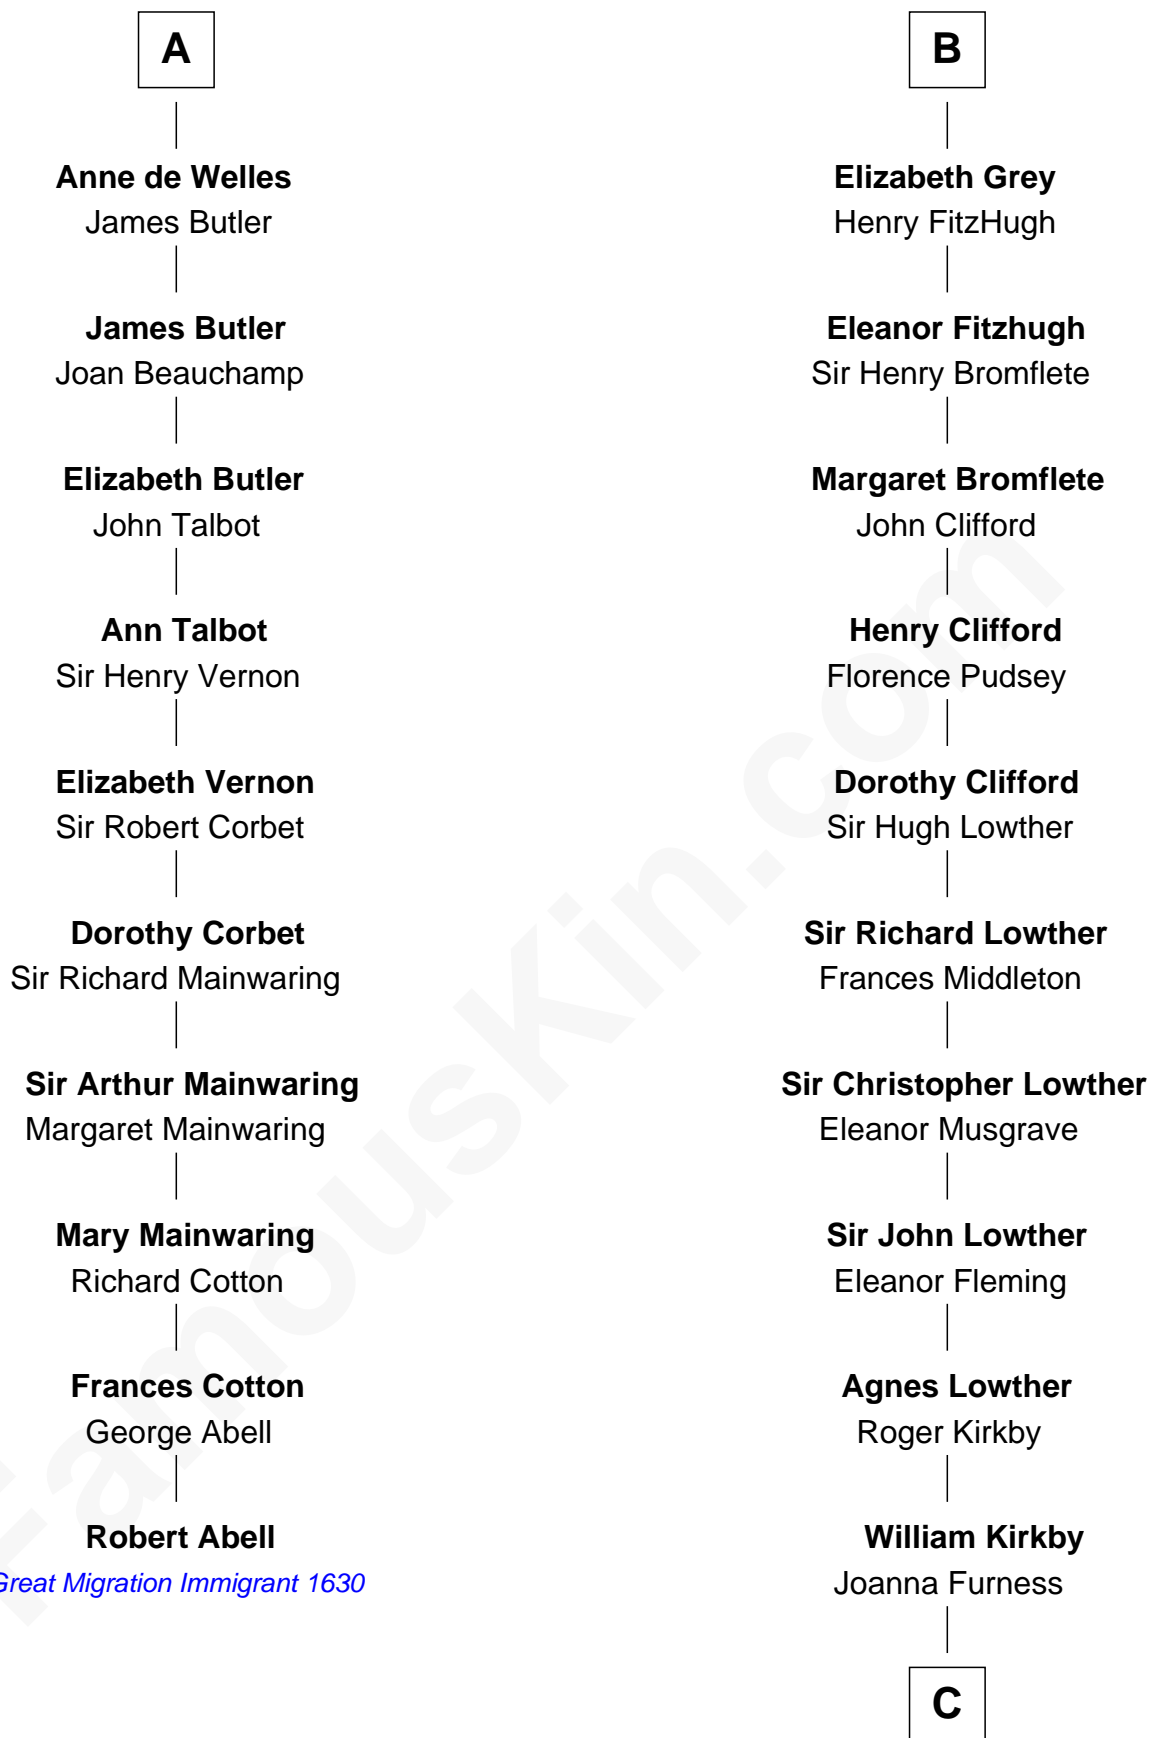 A
Anne de Welles
James Butler
James Butler
Joan Beauchamp
Elizabeth Butler
John Talbot
Ann Talbot
Sir Henry Vernon
Elizabeth Vernon
Sir Robert Corbet
Dorothy Corbet
Sir Richard Mainwaring
Sir Arthur Mainwaring
Margaret Mainwaring
Mary Mainwaring
Richard Cotton
Frances Cotton
George Abell
Robert Abell
Great Migration Immigrant 1630
B
Elizabeth Grey
Henry FitzHugh
Eleanor Fitzhugh
Sir Henry Bromflete
Margaret Bromflete
John Clifford
Henry Clifford
Florence Pudsey
Dorothy Clifford
Sir Hugh Lowther
Sir Richard Lowther
Frances Middleton
Sir Christopher Lowther
Eleanor Musgrave
Sir John Lowther
Eleanor Fleming
Agnes Lowther
Roger Kirkby
William Kirkby
Joanna Furness
C
FamousKin.com